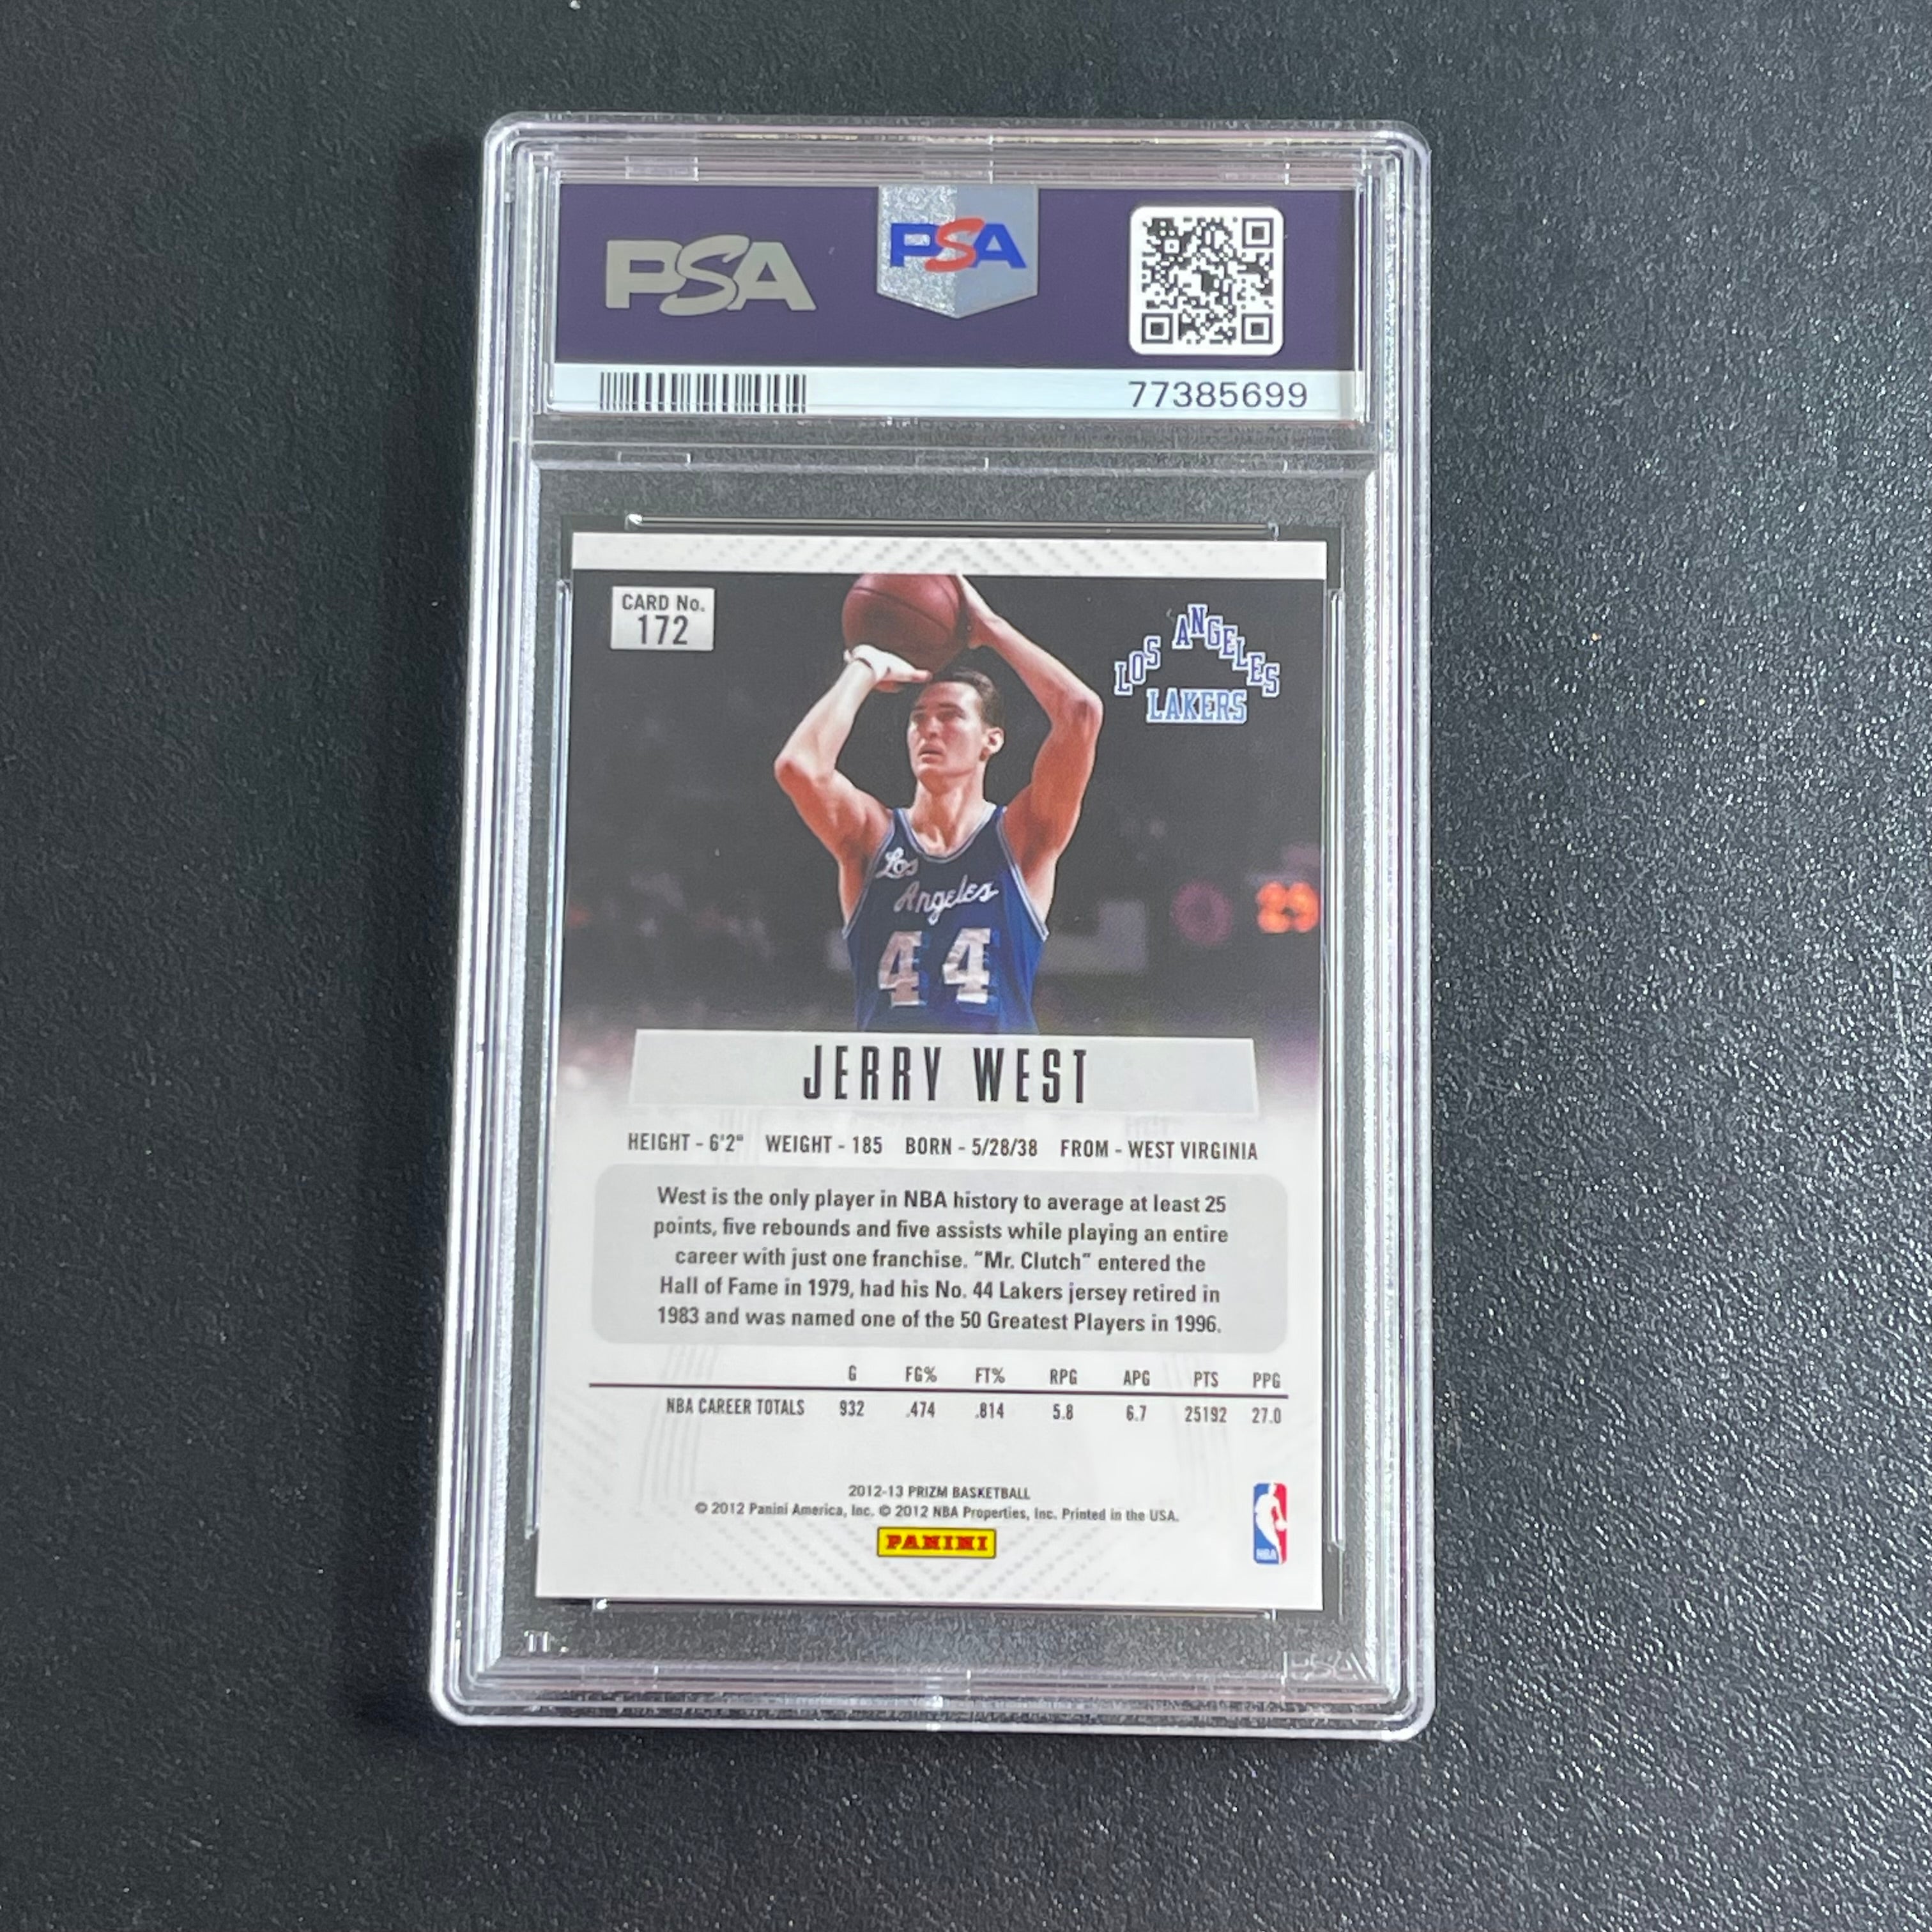 PSA
PSA
77385699
CARD No.
172
LOS ANGELES
LAKERS
Los
Angeles
44
23
JERRY WEST
HEIGHT - 6'2" WEIGHT - 185 BORN - 5/28/38 FROM - WEST VIRGINIA
West is the only player in NBA history to average at least 25
points, five rebounds and five assists while playing an entire
career with just one franchise. "Mr. Clutch" entered the
Hall of Fame in 1979, had his No. 44 Lakers jersey retired in
1983 and was named one of the 50 Greatest Players in 1996.
G FG% FT% RPG APG PTS PPG
NBA CAREER TOTALS 932 .474 .814 5.8 6.7 25192 27.0
2012-13 PRIZM BASKETBALL
© 2012 Panini America, Inc. © 2012 NBA Properties, Inc. Printed in the USA.
PANINI
NBA
PSA